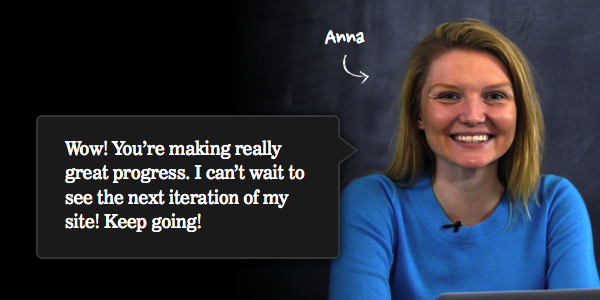 Anna
Wow! You’re making really
great progress. I can’t wait to
see the next iteration of my
site! Keep going!